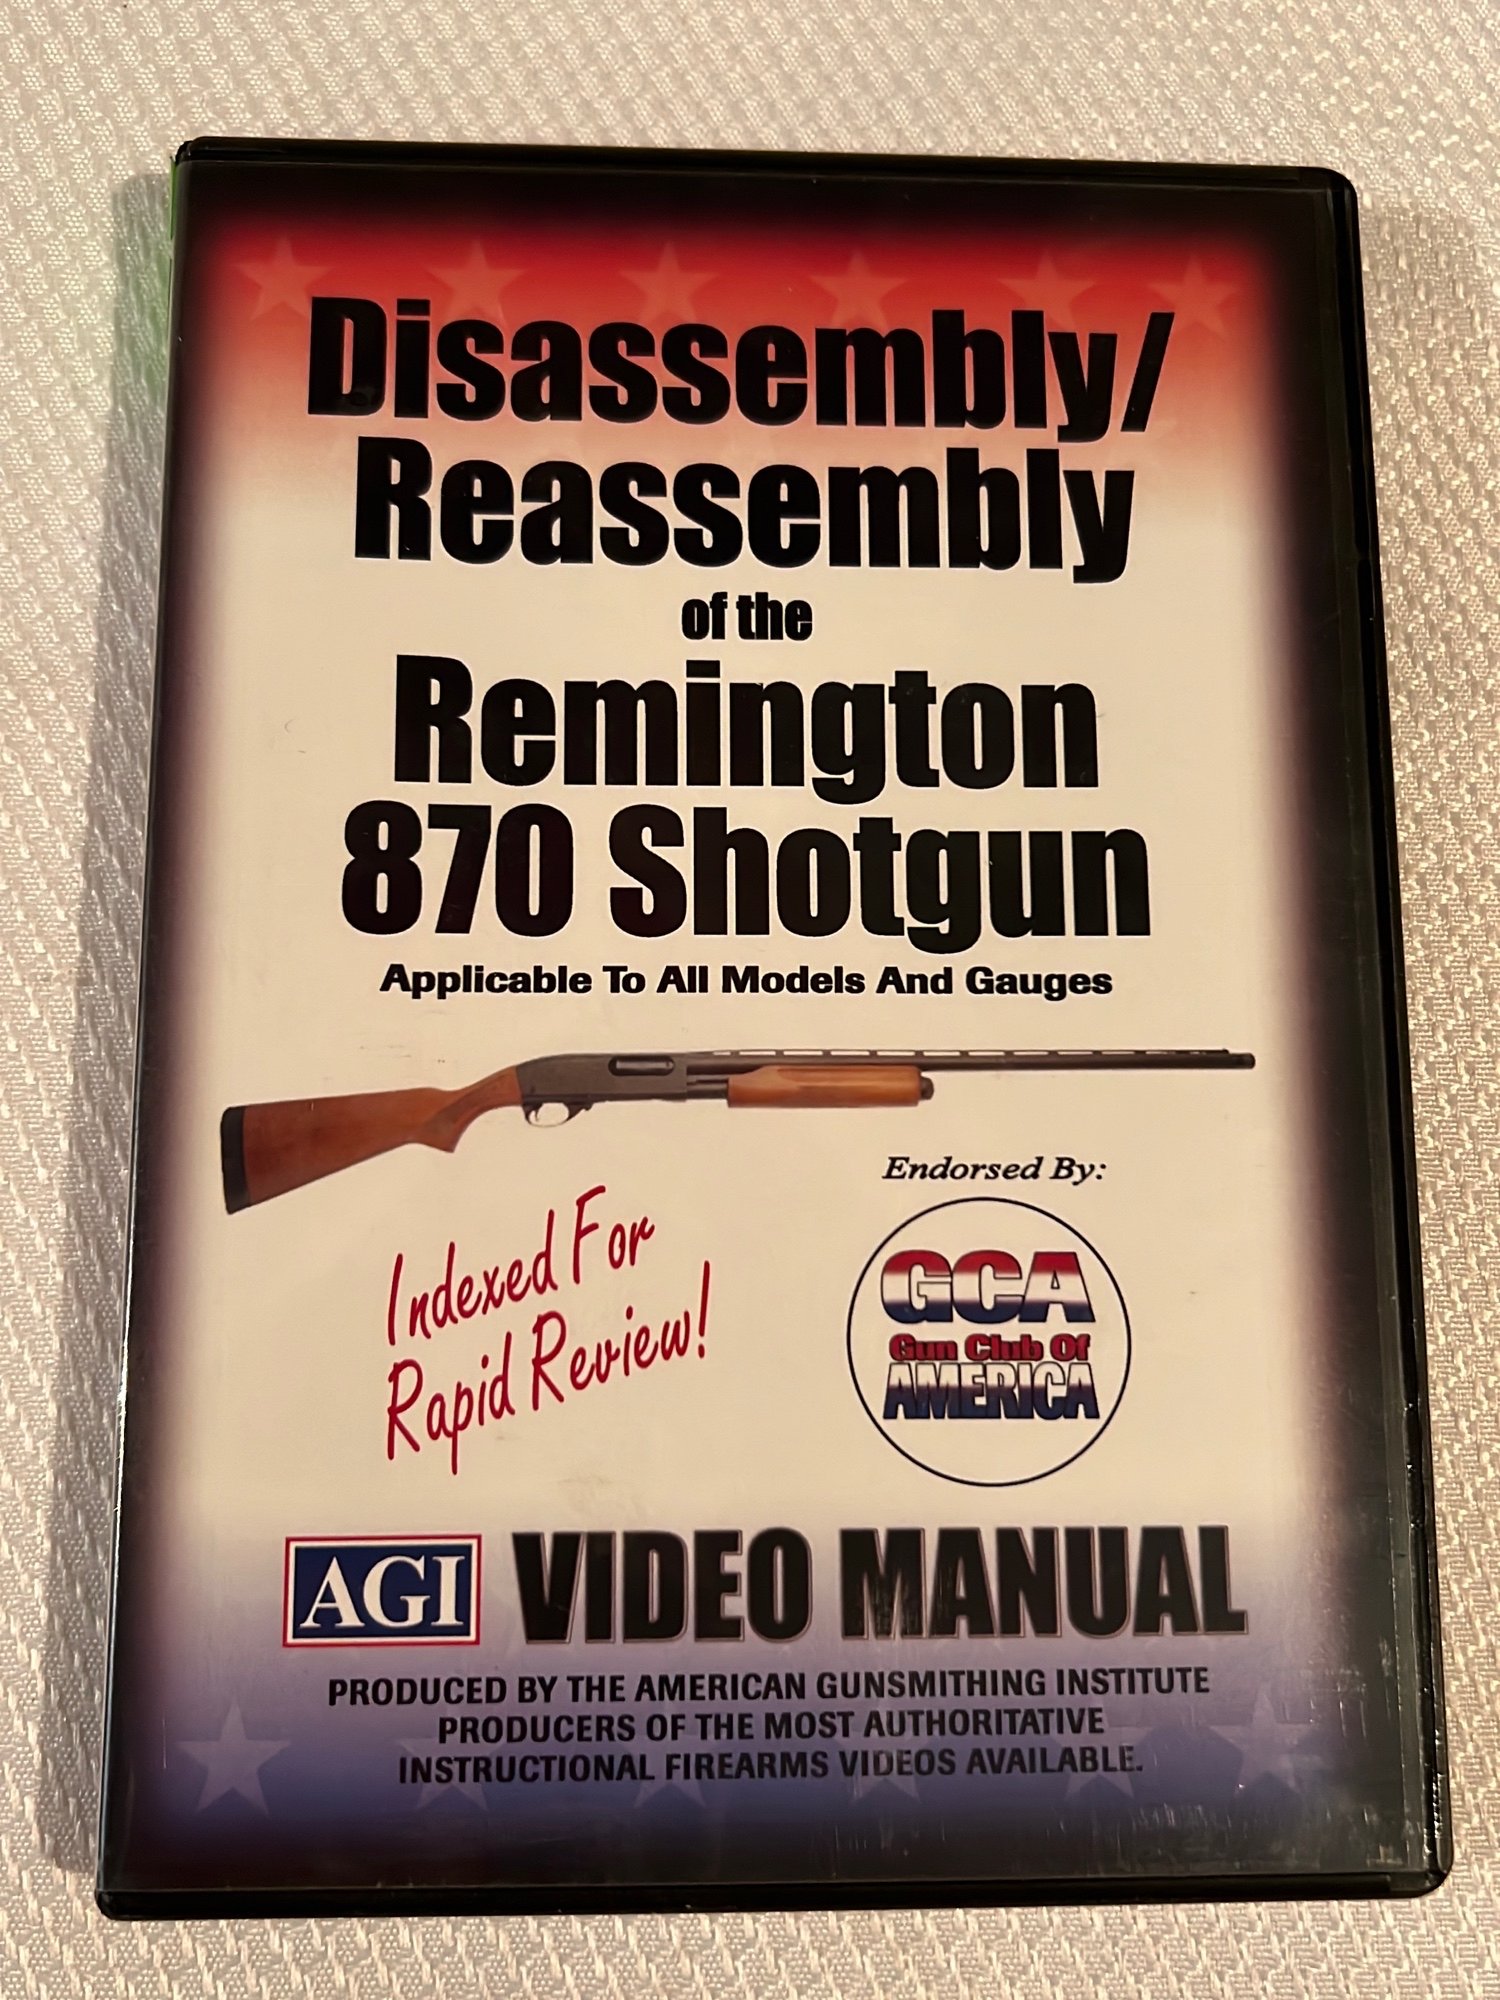 Disassembly/
Reassembly
of the
Remington
870 Shotgun
Applicable To All Models And Gauges
Indexed For
Rapid Review!
Endorsed By:
GCA
Gun Club Of
AMERICA
AGI VIDEO MANUAL
PRODUCED BY THE AMERICAN GUNSMITHING INSTITUTE
PRODUCERS OF THE MOST AUTHORITATIVE
INSTRUCTIONAL FIREARMS VIDEOS AVAILABLE.